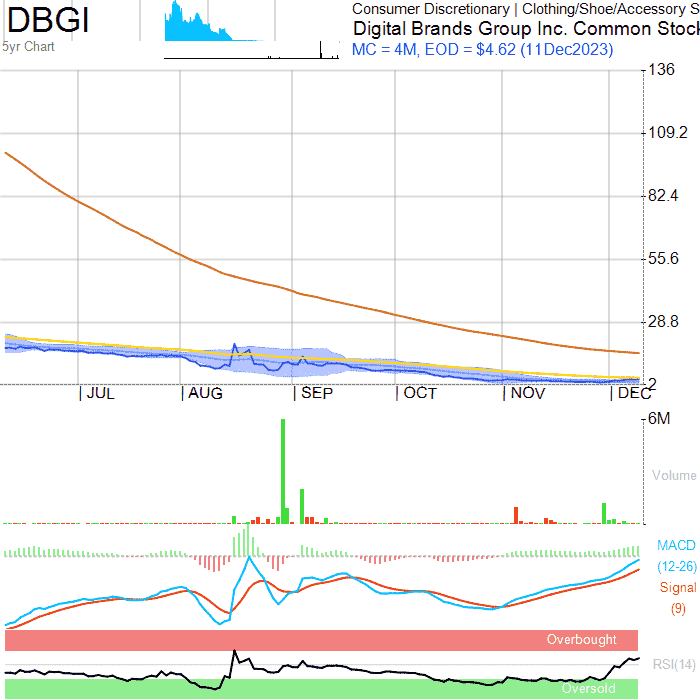 DBGI
5yr Chart
Consumer Discretionary | Clothing/Shoe/Accessory S
Digital Brands Group Inc. Common Stock
MC = 4M, EOD = $4.62 (11Dec2023)
136
109.2
82.4
55.6
28.8
2
JUL
AUG
SEP
OCT
NOV
DEC
6M
Volume
MACD
(12-26)
Signal
(9)
Overbought
RSI(14)
Oversold